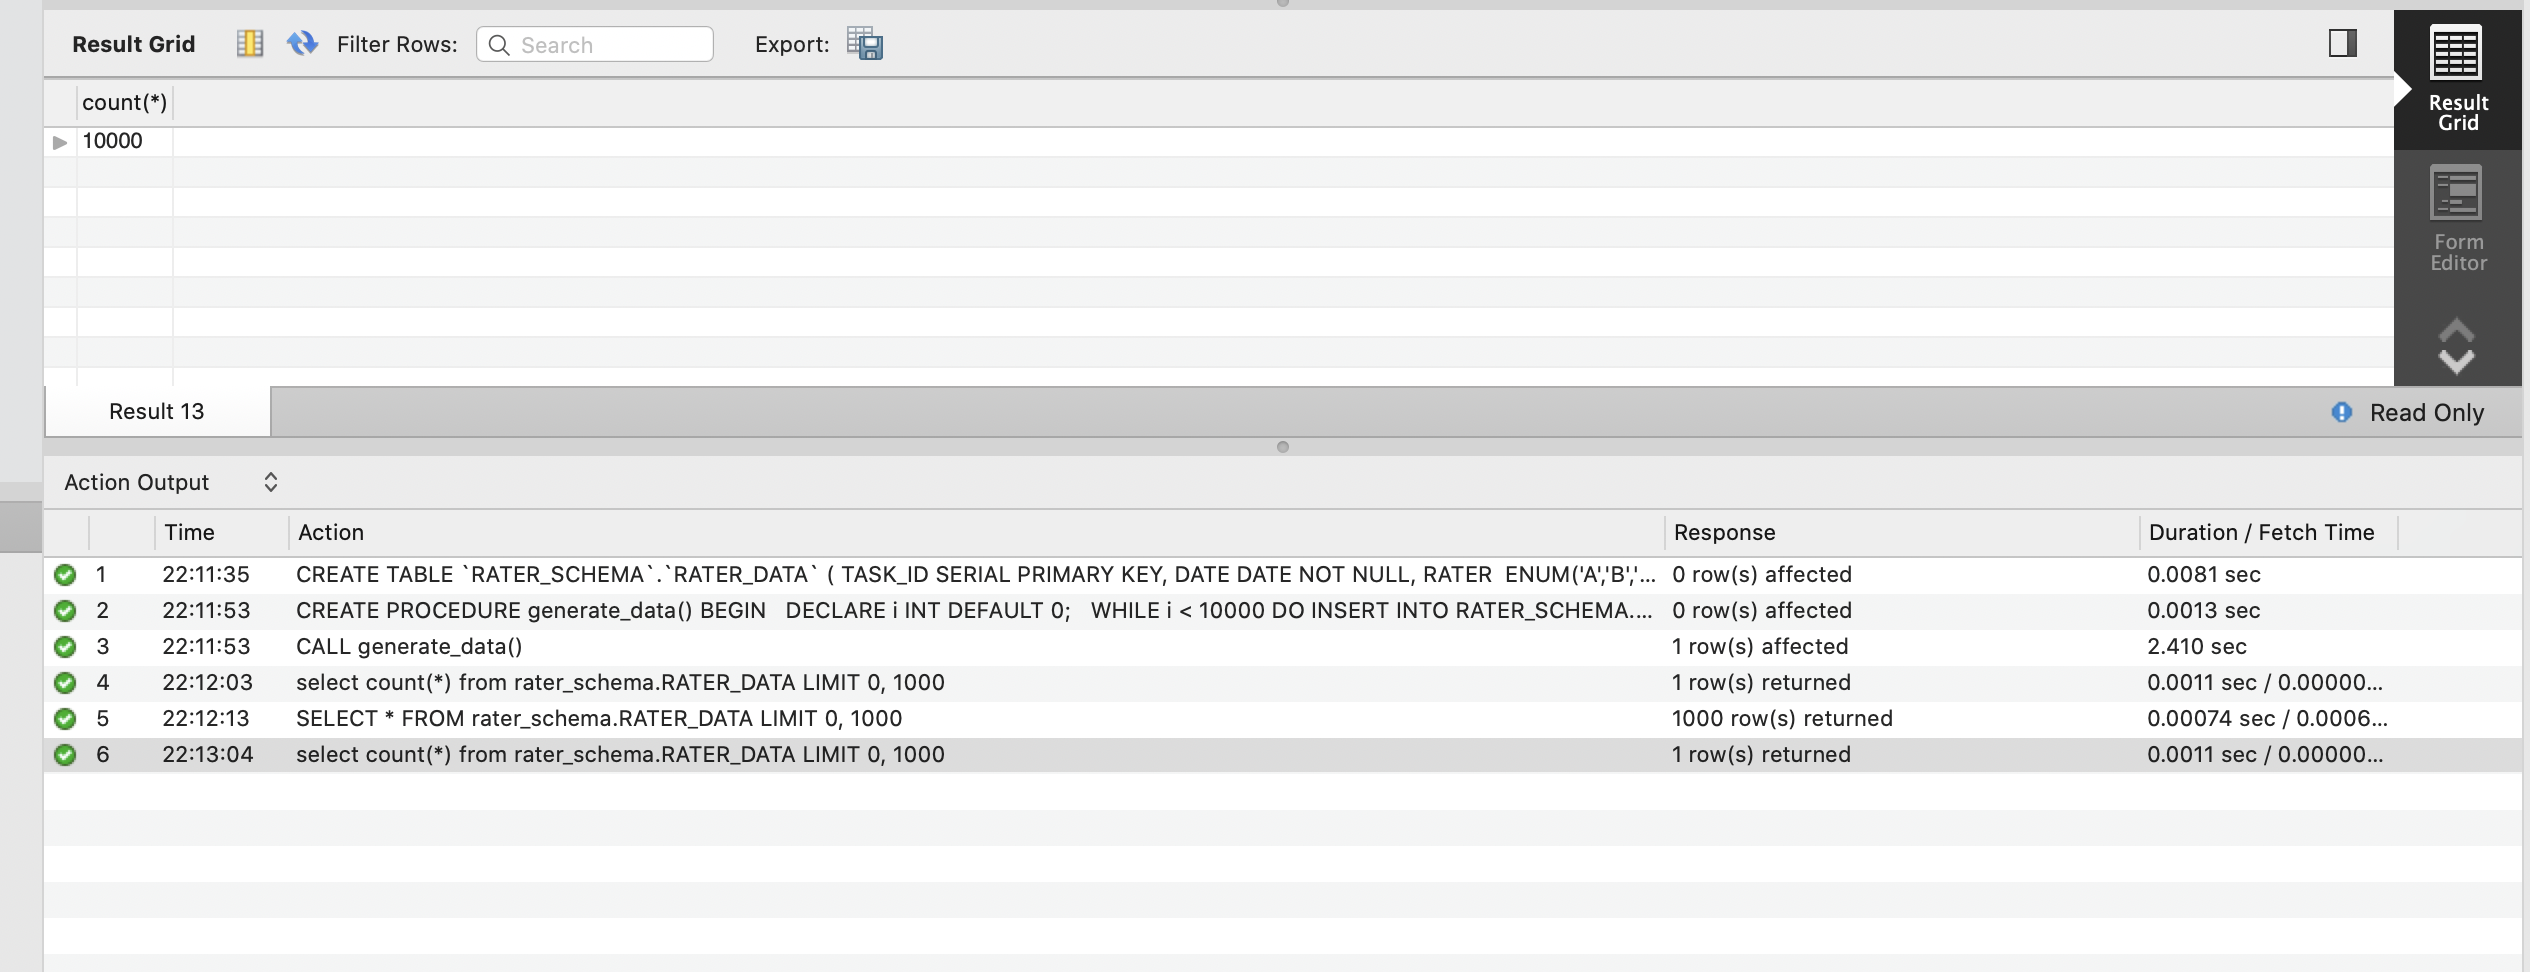 Result Grid Filter Rows: Search Export:
count(*)
10000
Result
Grid
Form
Editor
Result 13 Read Only
Action Output
Time Action Response Duration / Fetch Time
1 22:11:35 CREATE TABLE `RATER_SCHEMA`.`RATER_DATA` ( TASK_ID SERIAL PRIMARY KEY, DATE DATE NOT NULL, RATER  ENUM('A','B','... 0 row(s) affected 0.0081 sec
2 22:11:53 CREATE PROCEDURE generate_data() BEGIN   DECLARE i INT DEFAULT 0;   WHILE i < 10000 DO INSERT INTO RATER_SCHEMA.... 0 row(s) affected 0.0013 sec
3 22:11:53 CALL generate_data() 1 row(s) affected 2.410 sec
4 22:12:03 select count(*) from rater_schema.RATER_DATA LIMIT 0, 1000 1 row(s) returned 0.0011 sec / 0.00000...
5 22:12:13 SELECT * FROM rater_schema.RATER_DATA LIMIT 0, 1000 1000 row(s) returned 0.00074 sec / 0.0006...
6 22:13:04 select count(*) from rater_schema.RATER_DATA LIMIT 0, 1000 1 row(s) returned 0.0011 sec / 0.00000...